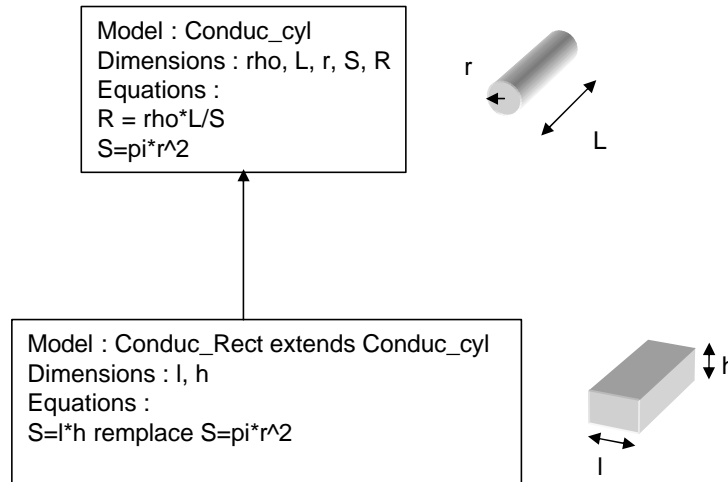 Model : Conduc_cyl
Dimensions : rho, L, r, S, R
Equations :
R = rho*L/S
S=pi*r^2
r
L
Model : Conduc_Rect extends Conduc_cyl
Dimensions : l, h
Equations :
S=l*h remplace S=pi*r^2
h
l